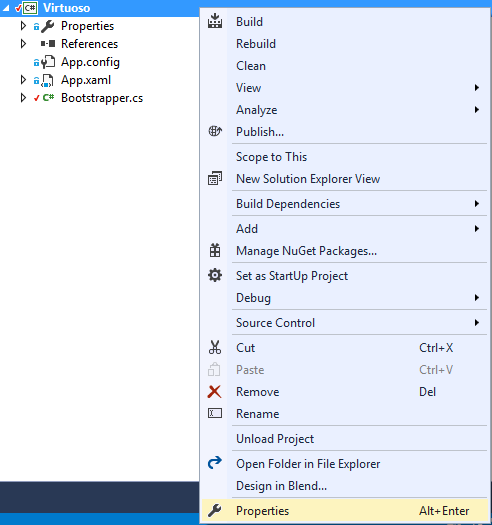 Virtuoso
Properties
References
App.config
App.xaml
Bootstrapper.cs
Build
Rebuild
Clean
View
Analyze
Publish...
Scope to This
New Solution Explorer View
Build Dependencies
Add
Manage NuGet Packages...
Set as StartUp Project
Debug
Source Control
Cut Ctrl+X
Paste Ctrl+V
Remove Del
Rename
Unload Project
Open Folder in File Explorer
Design in Blend...
Properties Alt+Enter